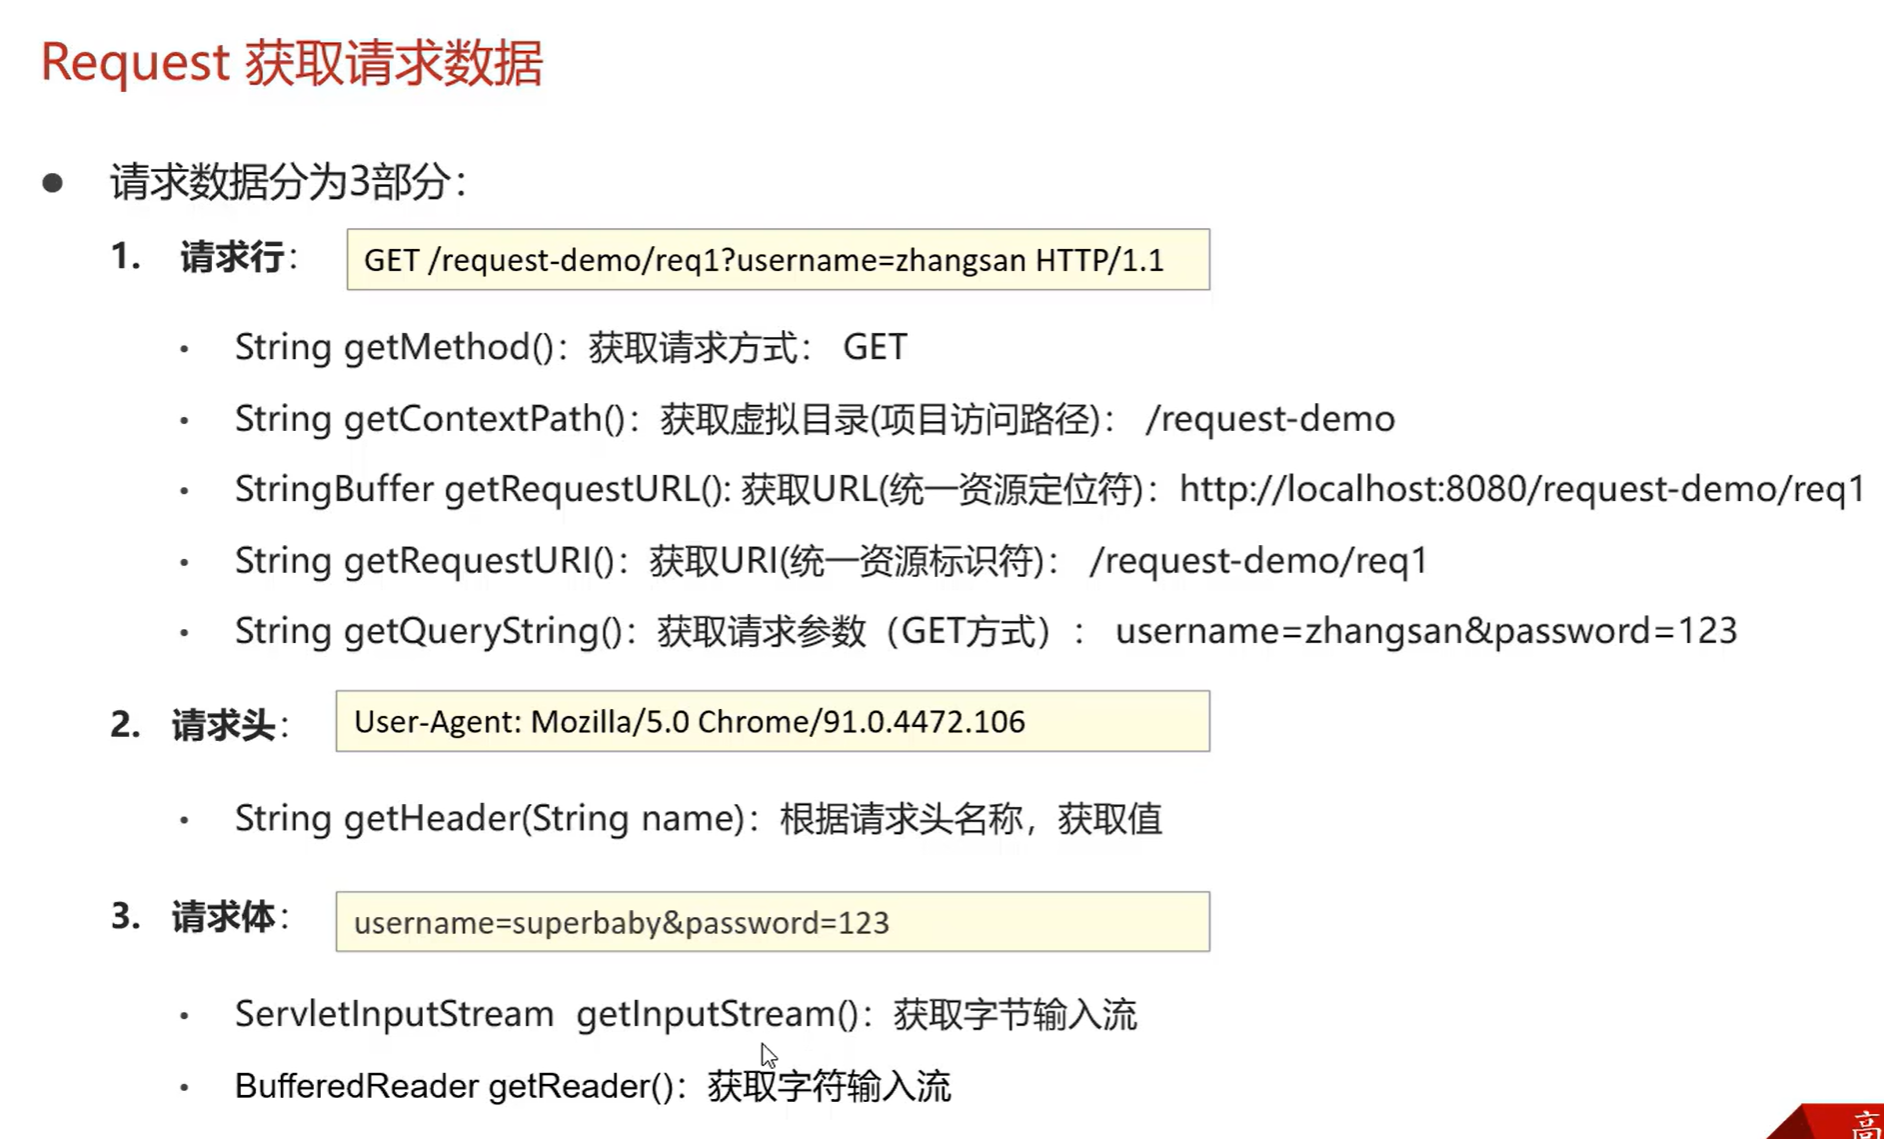 Request 获取请求数据
● 请求数据分为3部分：
1. 请求行： GET /request-demo/req1?username=zhangsan HTTP/1.1
· String getMethod()：获取请求方式： GET
· String getContextPath()：获取虚拟目录(项目访问路径)： /request-demo
· StringBuffer getRequestURL(): 获取URL(统一资源定位符)：http://localhost:8080/request-demo/req1
· String getRequestURI()：获取URI(统一资源标识符)： /request-demo/req1
· String getQueryString()：获取请求参数（GET方式）： username=zhangsan&password=123
2. 请求头： User-Agent: Mozilla/5.0 Chrome/91.0.4472.106
· String getHeader(String name)：根据请求头名称，获取值
3. 请求体： username=superbaby&password=123
· ServletInputStream getInputStream()：获取字节输入流
· BufferedReader getReader()：获取字符输入流
高